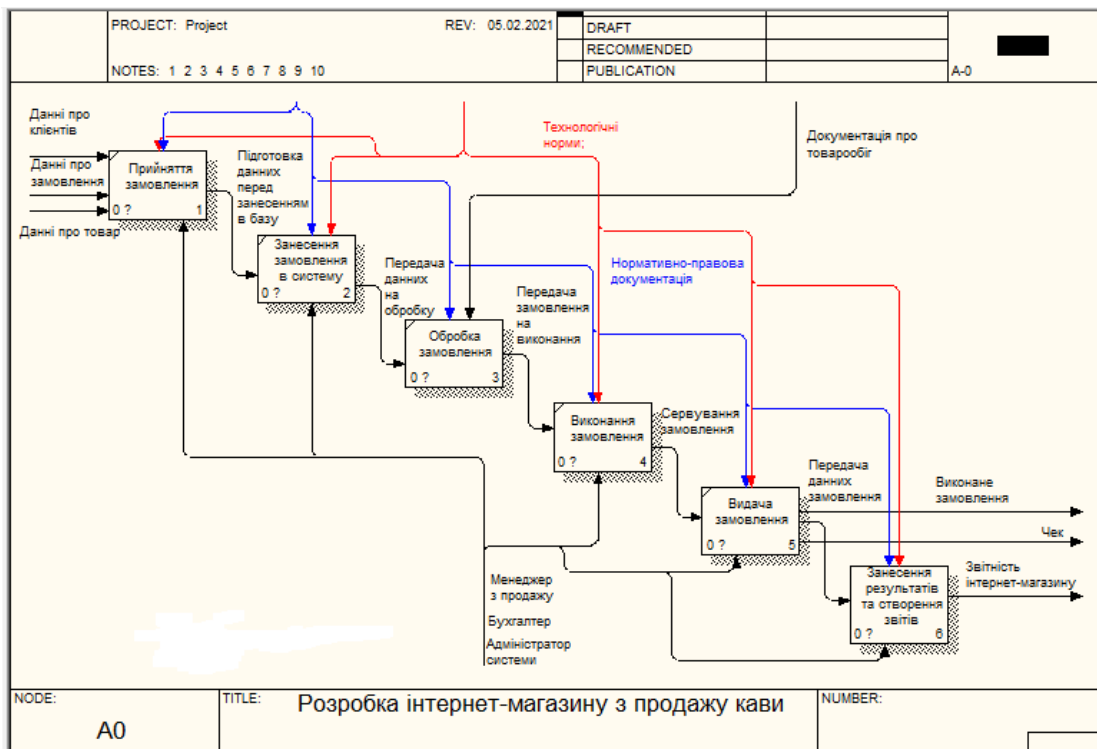 PROJECT: Project
REV: 05.02.2021
DRAFT
RECOMMENDED
NOTES: 1 2 3 4 5 6 7 8 9 10
PUBLICATION
A-0
Данні про
клієнтів
Данні про
замовлення
Данні про товар
Прийняття
замовлення
0 ?
1
Підготовка
данних
перед
занесенням
в базу
Технологічні
норми;
Документація про
товарообіг
Занесення
замовлення
в систему
0 ?
2
Передача
данних
на
обробку
Нормативно-правова
документація
Обробка
замовлення
0 ?
3
Передача
замовлення
на
виконання
Виконання
замовлення
0 ?
4
Сервування
замовлення
Видача
замовлення
0 ?
5
Передача
данних
замовлення
Виконане
замовлення
Чек
Занесення
результатів
та створення
звітів
0 ?
6
Звітність
інтернет-магазину
Менеджер
з продажу
Бухгалтер
Адміністратор
системи
NODE:
A0
TITLE:
Розробка інтернет-магазину з продажу кави
NUMBER: